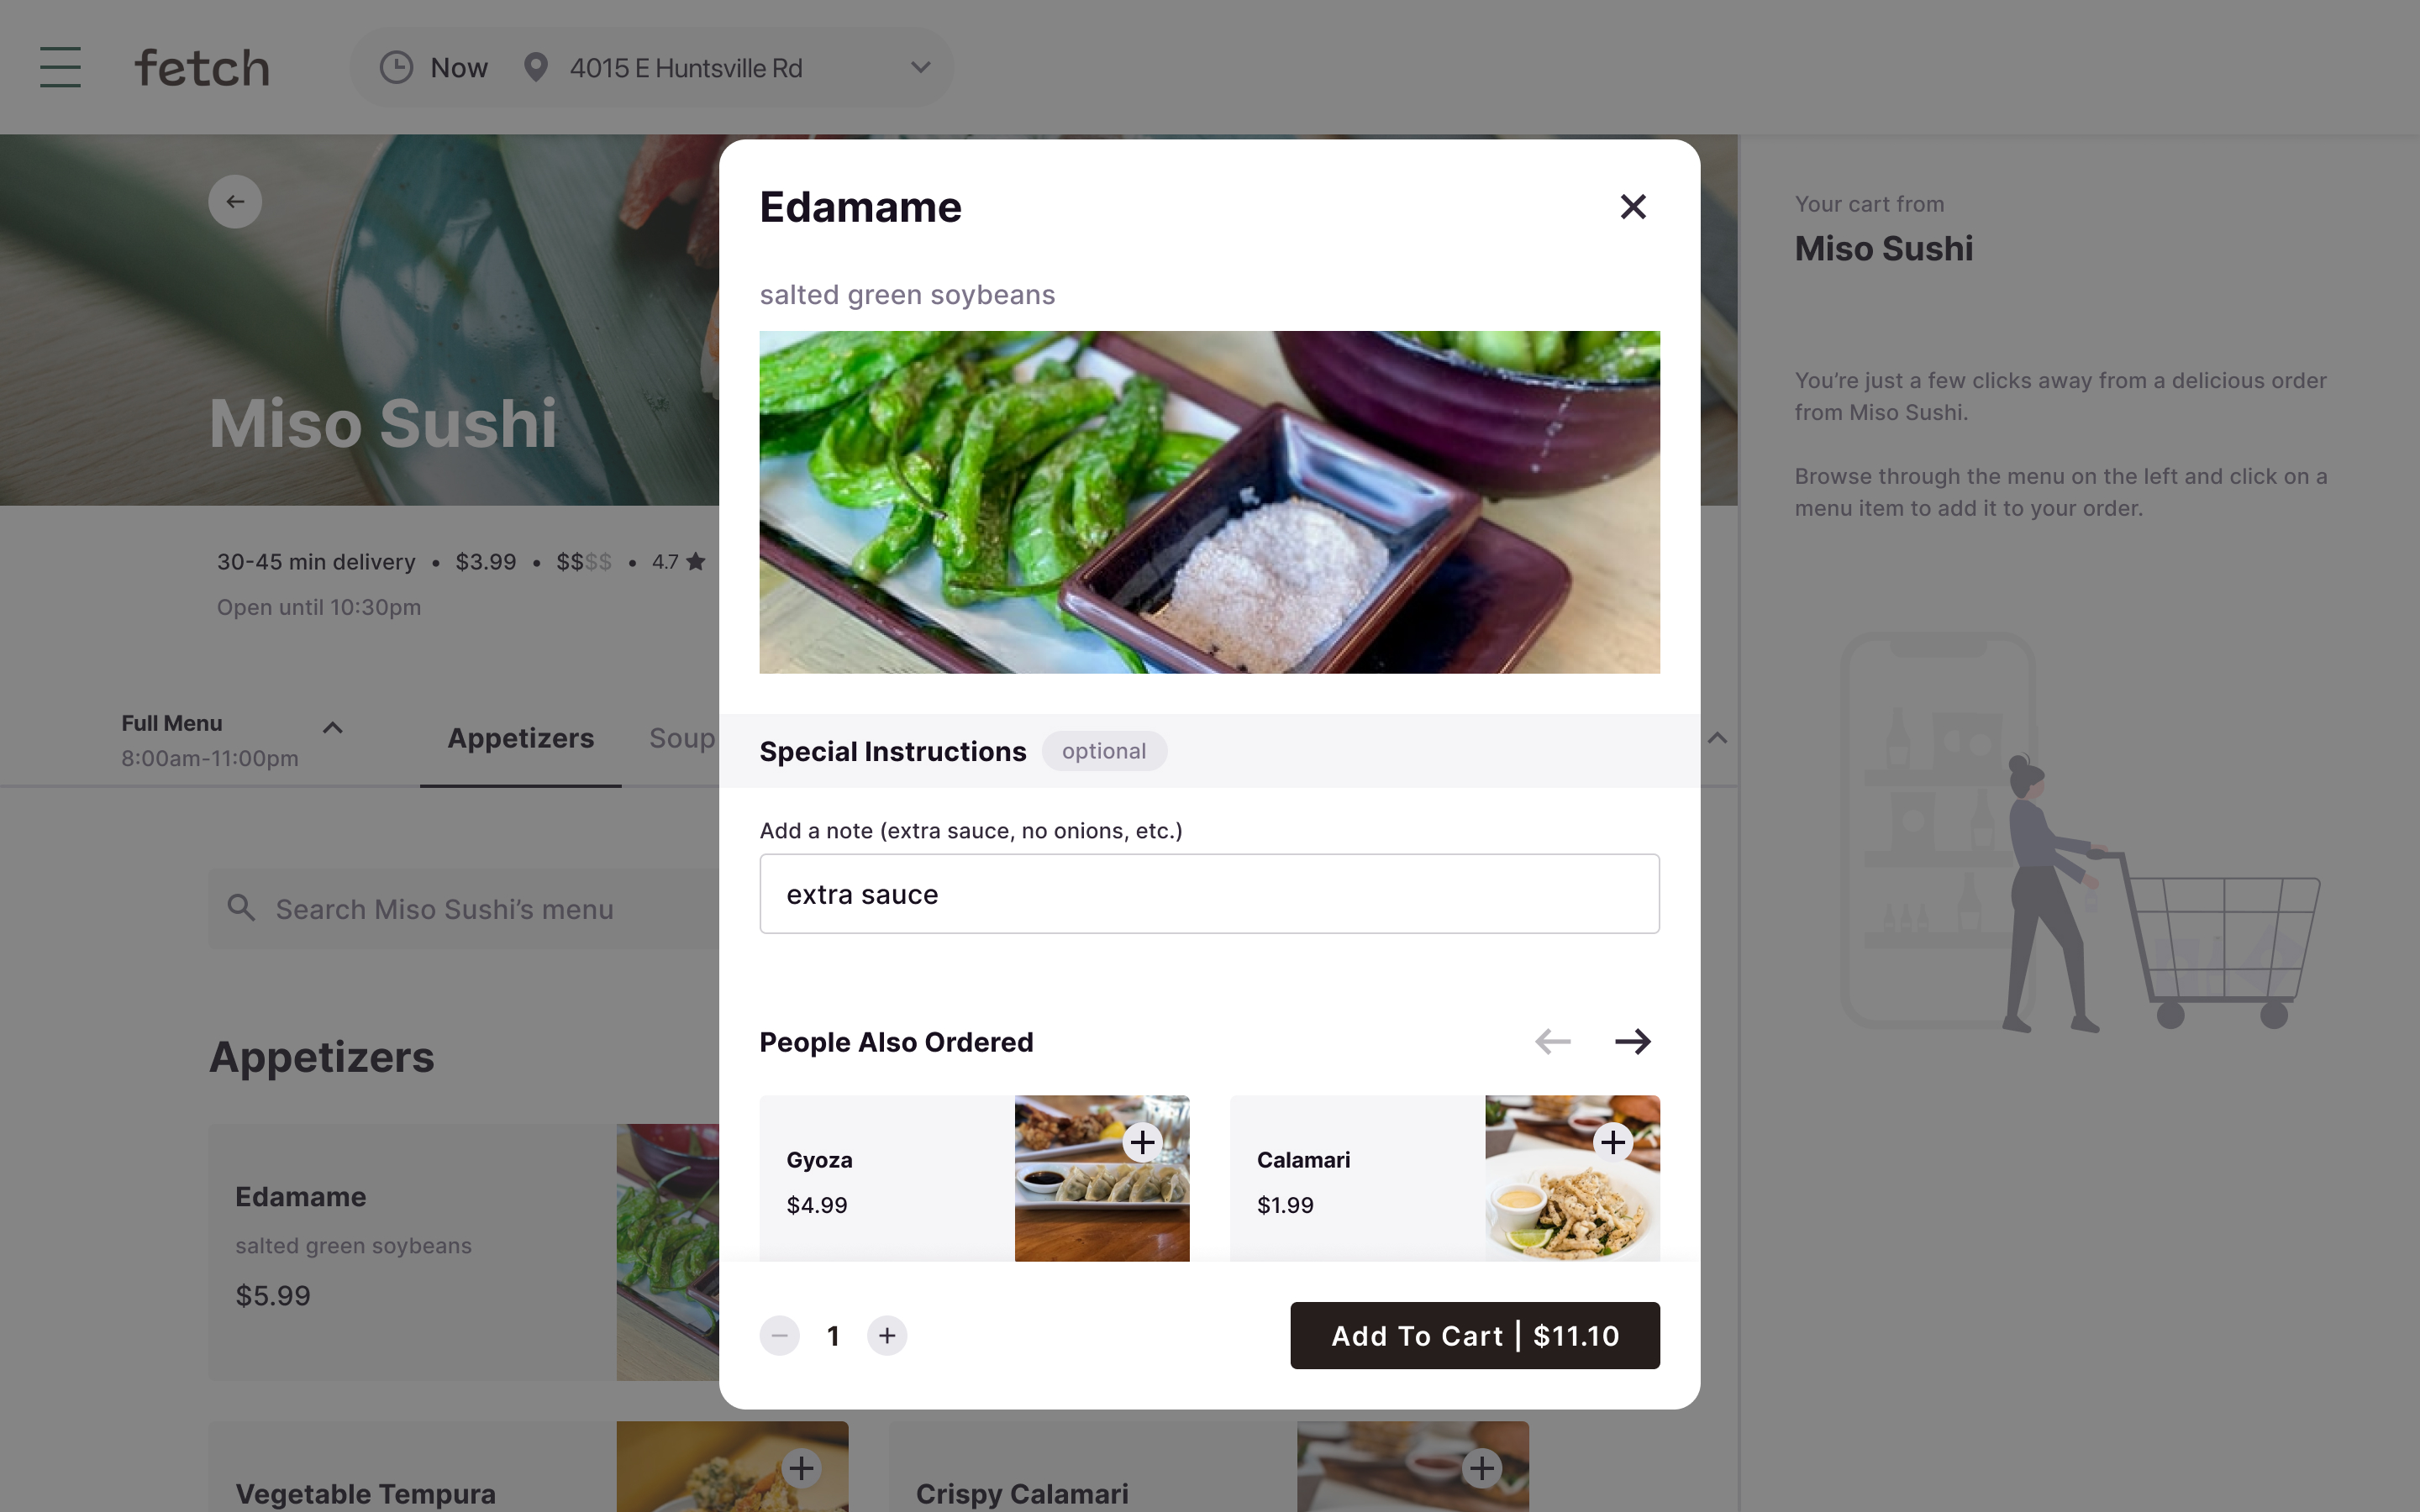 fetch
Now
4015 E Huntsville Rd
Miso Sushi
30-45 min delivery • $3.99 • $$$$ • 4.7
Open until 10:30pm
Full Menu
8:00am-11:00pm
Appetizers
Soup
Search Miso Sushi’s menu
Appetizers
Edamame
salted green soybeans
$5.99
Vegetable Tempura
Crispy Calamari
Edamame
salted green soybeans
Special Instructions
optional
Add a note (extra sauce, no onions, etc.)
extra sauce
People Also Ordered
Gyoza
$4.99
Calamari
$1.99
1
Add To Cart | $11.10
Your cart from
Miso Sushi
You’re just a few clicks away from a delicious order
from Miso Sushi.
Browse through the menu on the left and click on a
menu item to add it to your order.